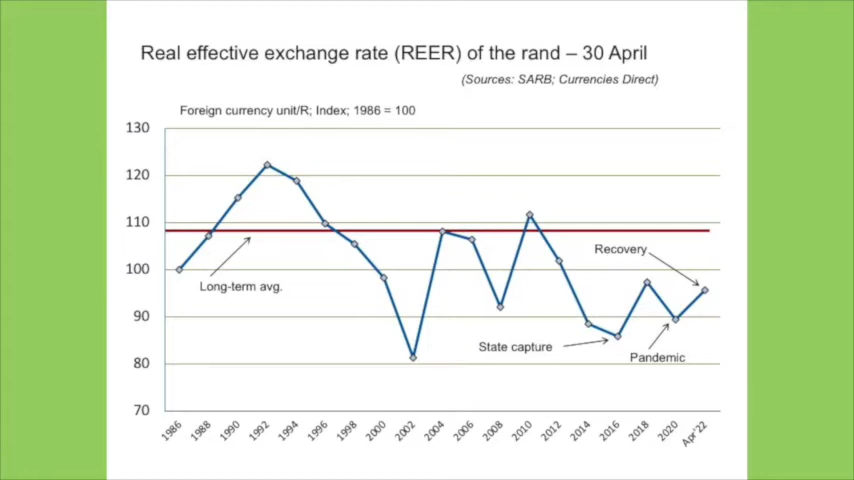 Real effective exchange rate (REER) of the rand – 30 April
(Sources: SARB; Currencies Direct)
Foreign currency unit/R; Index; 1986 = 100
130
120
110
100
90
80
70
Long-term avg.
Recovery
State capture
Pandemic
1986 1988 1990 1992 1994 1996 1998 2000 2002 2004 2006 2008 2010 2012 2014 2016 2018 2020 Apr'22